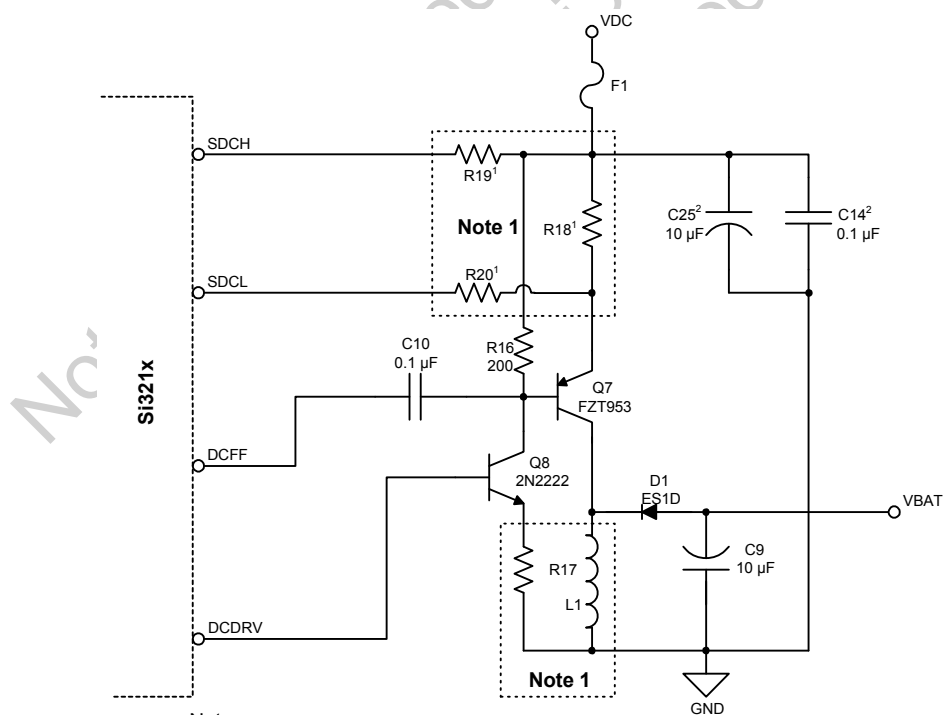 VDC
F1
SDCH
R19¹
Note 1
R18¹
C25²
10 µF
C14²
0.1 µF
SDCL
R20¹
Si321x
C10
0.1 µF
R16
200
Q7
FZT953
DCFF
Q8
2N2222
D1
ES1D
VBAT
C9
10 µF
R17
L1
DCDRV
Note 1
GND